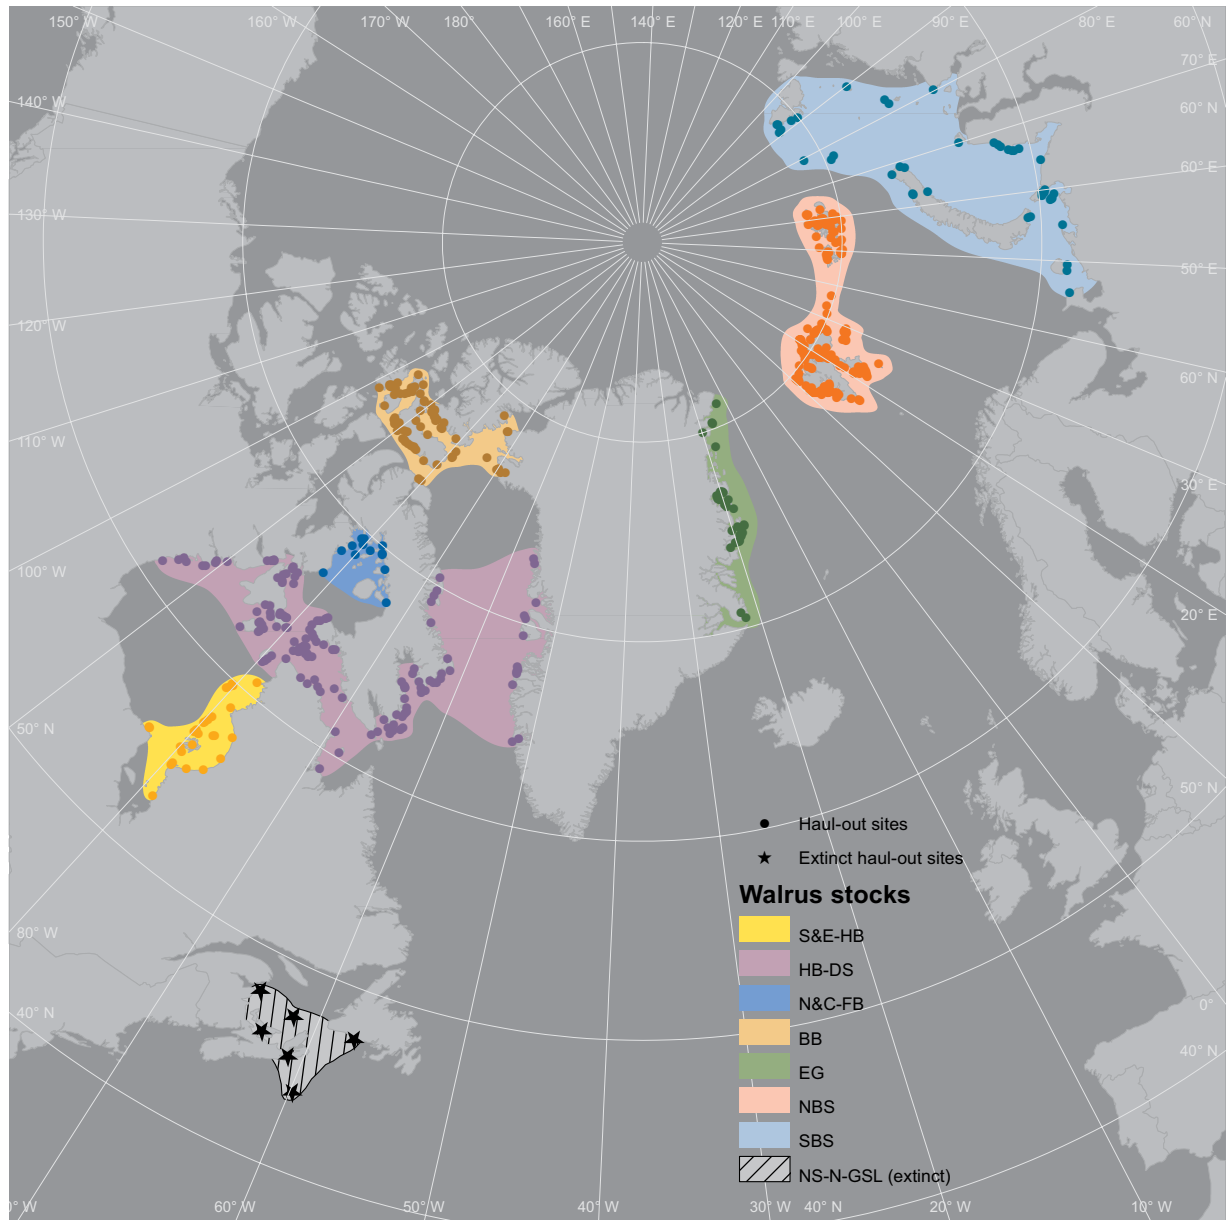 150° W
160° W
170° W
180°
160° E
140° E
120° E
110° E
100° E
90° E
80° E
60° N
70° E
140° W
60° N
60° E
130° W
50° E
120° W
60° N
110° W
30° E
100° W
20° E
50° N
50° N
Haul-out sites
Extinct haul-out sites
Walrus stocks
S&E-HB
80° W
HB-DS
N&C-FB
0°
40° N
BB
40° N
EG
NBS
SBS
NS-N-GSL (extinct)
0° W
60° W
50° W
40° W
30° W
40° N
20° W
10° W